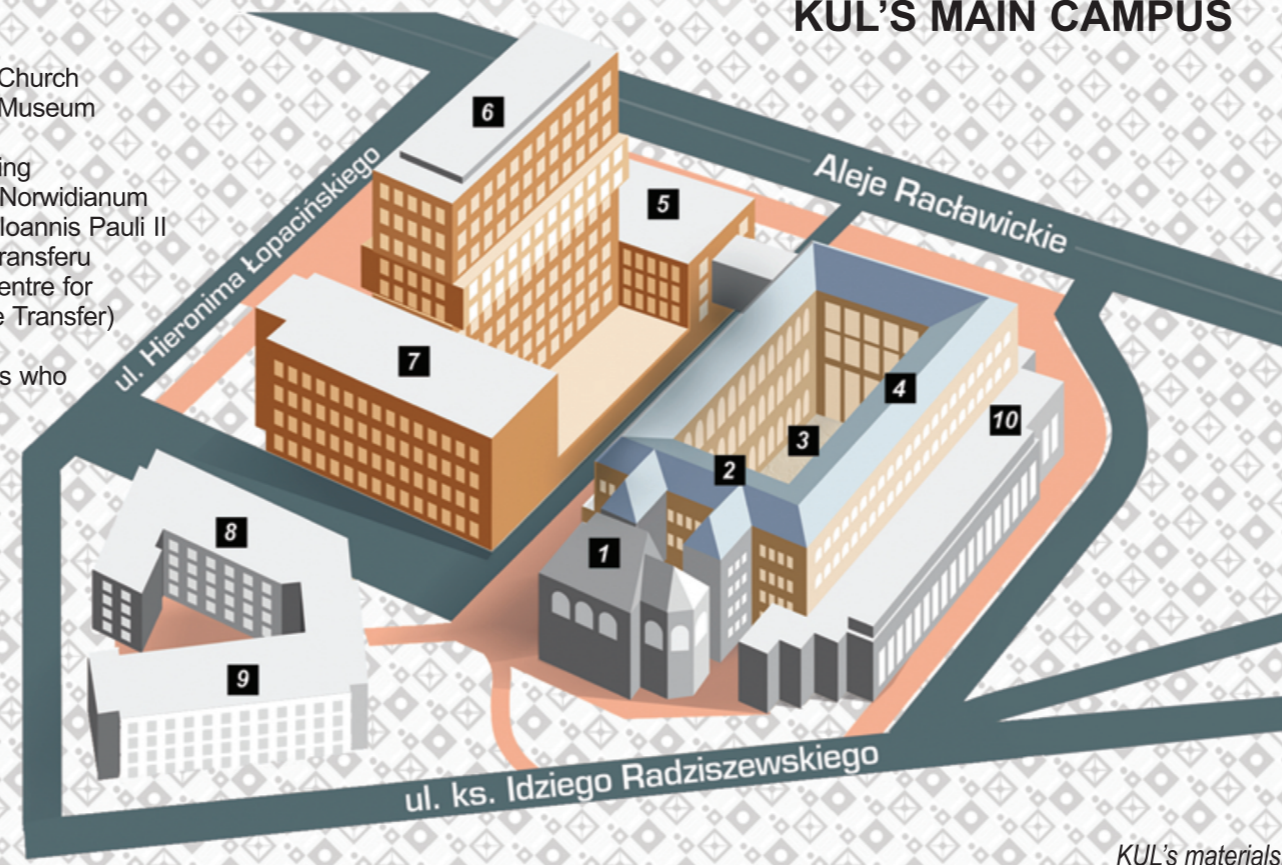 KUL'S MAIN CAMPUS
Church
Museum
ing
Norwidianum
Ioannis Pauli II
ransferu
entre for
e Transfer)
s who
6
5
7
4
10
3
2
8
1
9
Aleje Racławickie
ul. Hieronima Łopacińskiego
ul. ks. Idziego Radziszewskiego
KUL's materials